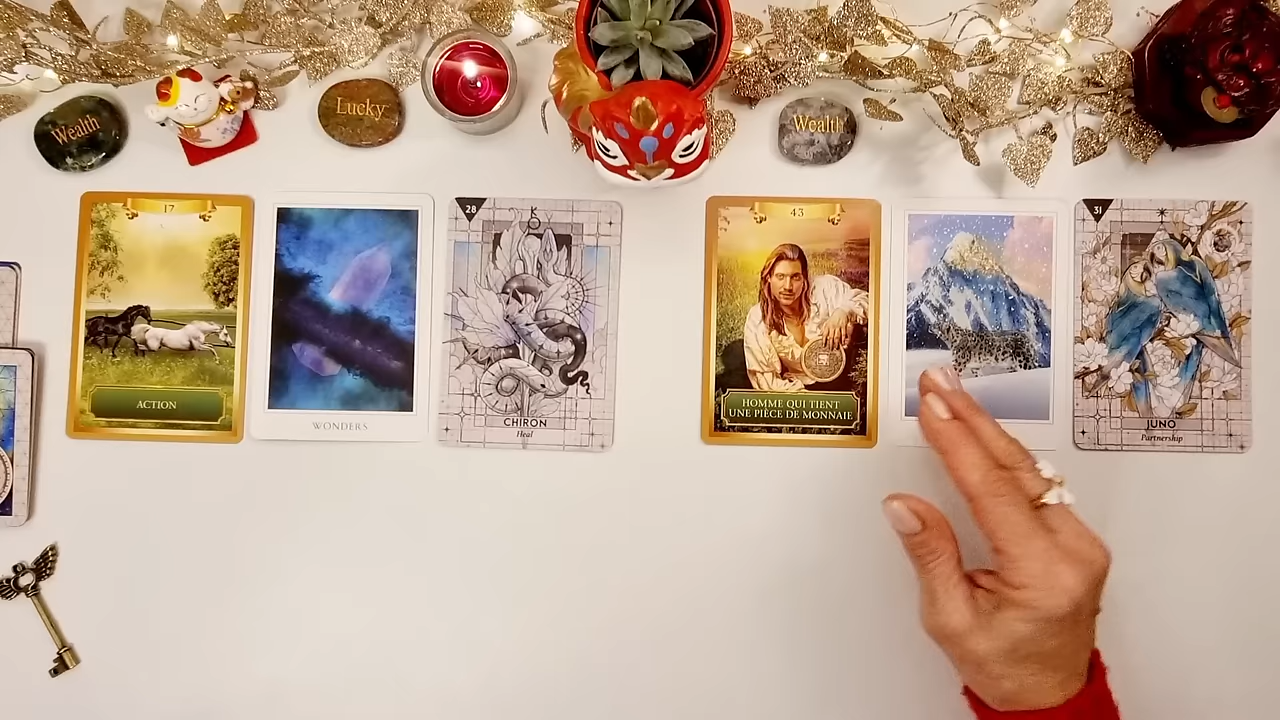 Wealth
Lucky
Wealth
17
ACTION
WONDERS
28
CHIRON
Heal
43
HOMME QUI TIENT
UNE PIÈCE DE MONNAIE
31
JUNO
Partnership